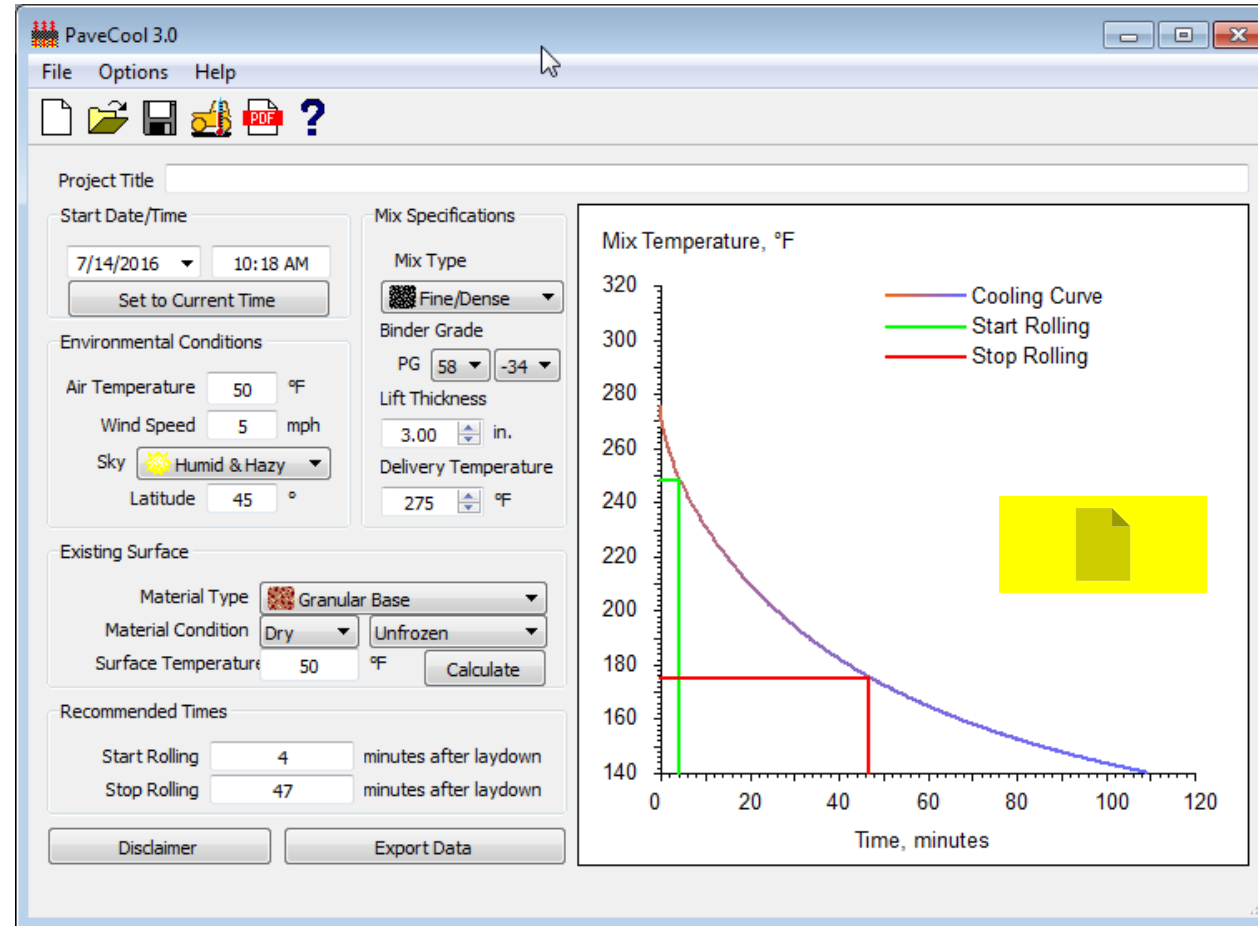 PaveCool 3.0
File Options Help
PDF ?
Project Title
Start Date/Time
7/14/2016 10:18 AM
Set to Current Time
Environmental Conditions
Air Temperature 50 ºF
Wind Speed 5 mph
Sky Humid & Hazy
Latitude 45 °
Mix Specifications
Mix Type
Fine/Dense
Binder Grade
PG 58 -34
Lift Thickness
3.00 in.
Delivery Temperature
275 ºF
Existing Surface
Material Type Granular Base
Material Condition Dry Unfrozen
Surface Temperature 50 ºF Calculate
Recommended Times
Start Rolling 4 minutes after laydown
Stop Rolling 47 minutes after laydown
Disclaimer Export Data
Mix Temperature, °F
320
300
280
260
240
220
200
180
160
140
Cooling Curve
Start Rolling
Stop Rolling
0 20 40 60 80 100 120
Time, minutes